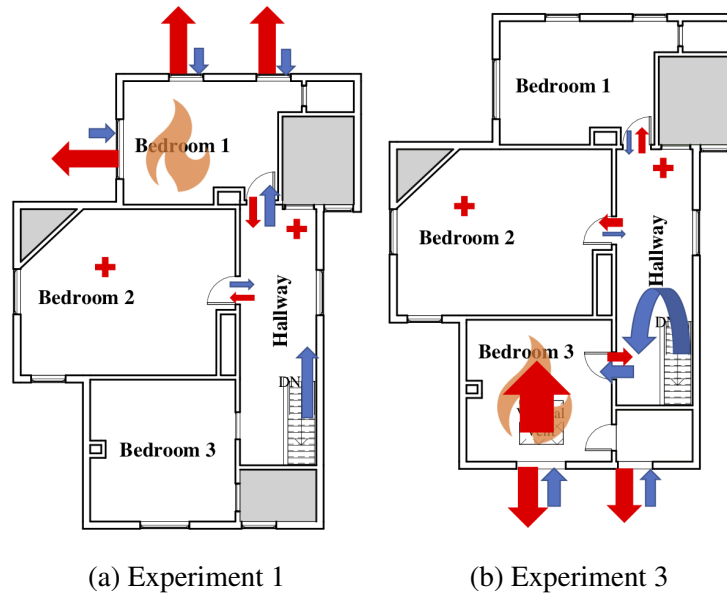 Bedroom 1
Bedroom 2
Hallway
DN
Bedroom 3
(a) Experiment 1
Bedroom 1
Bedroom 2
Hallway
DN
Bedroom 3
(b) Experiment 3